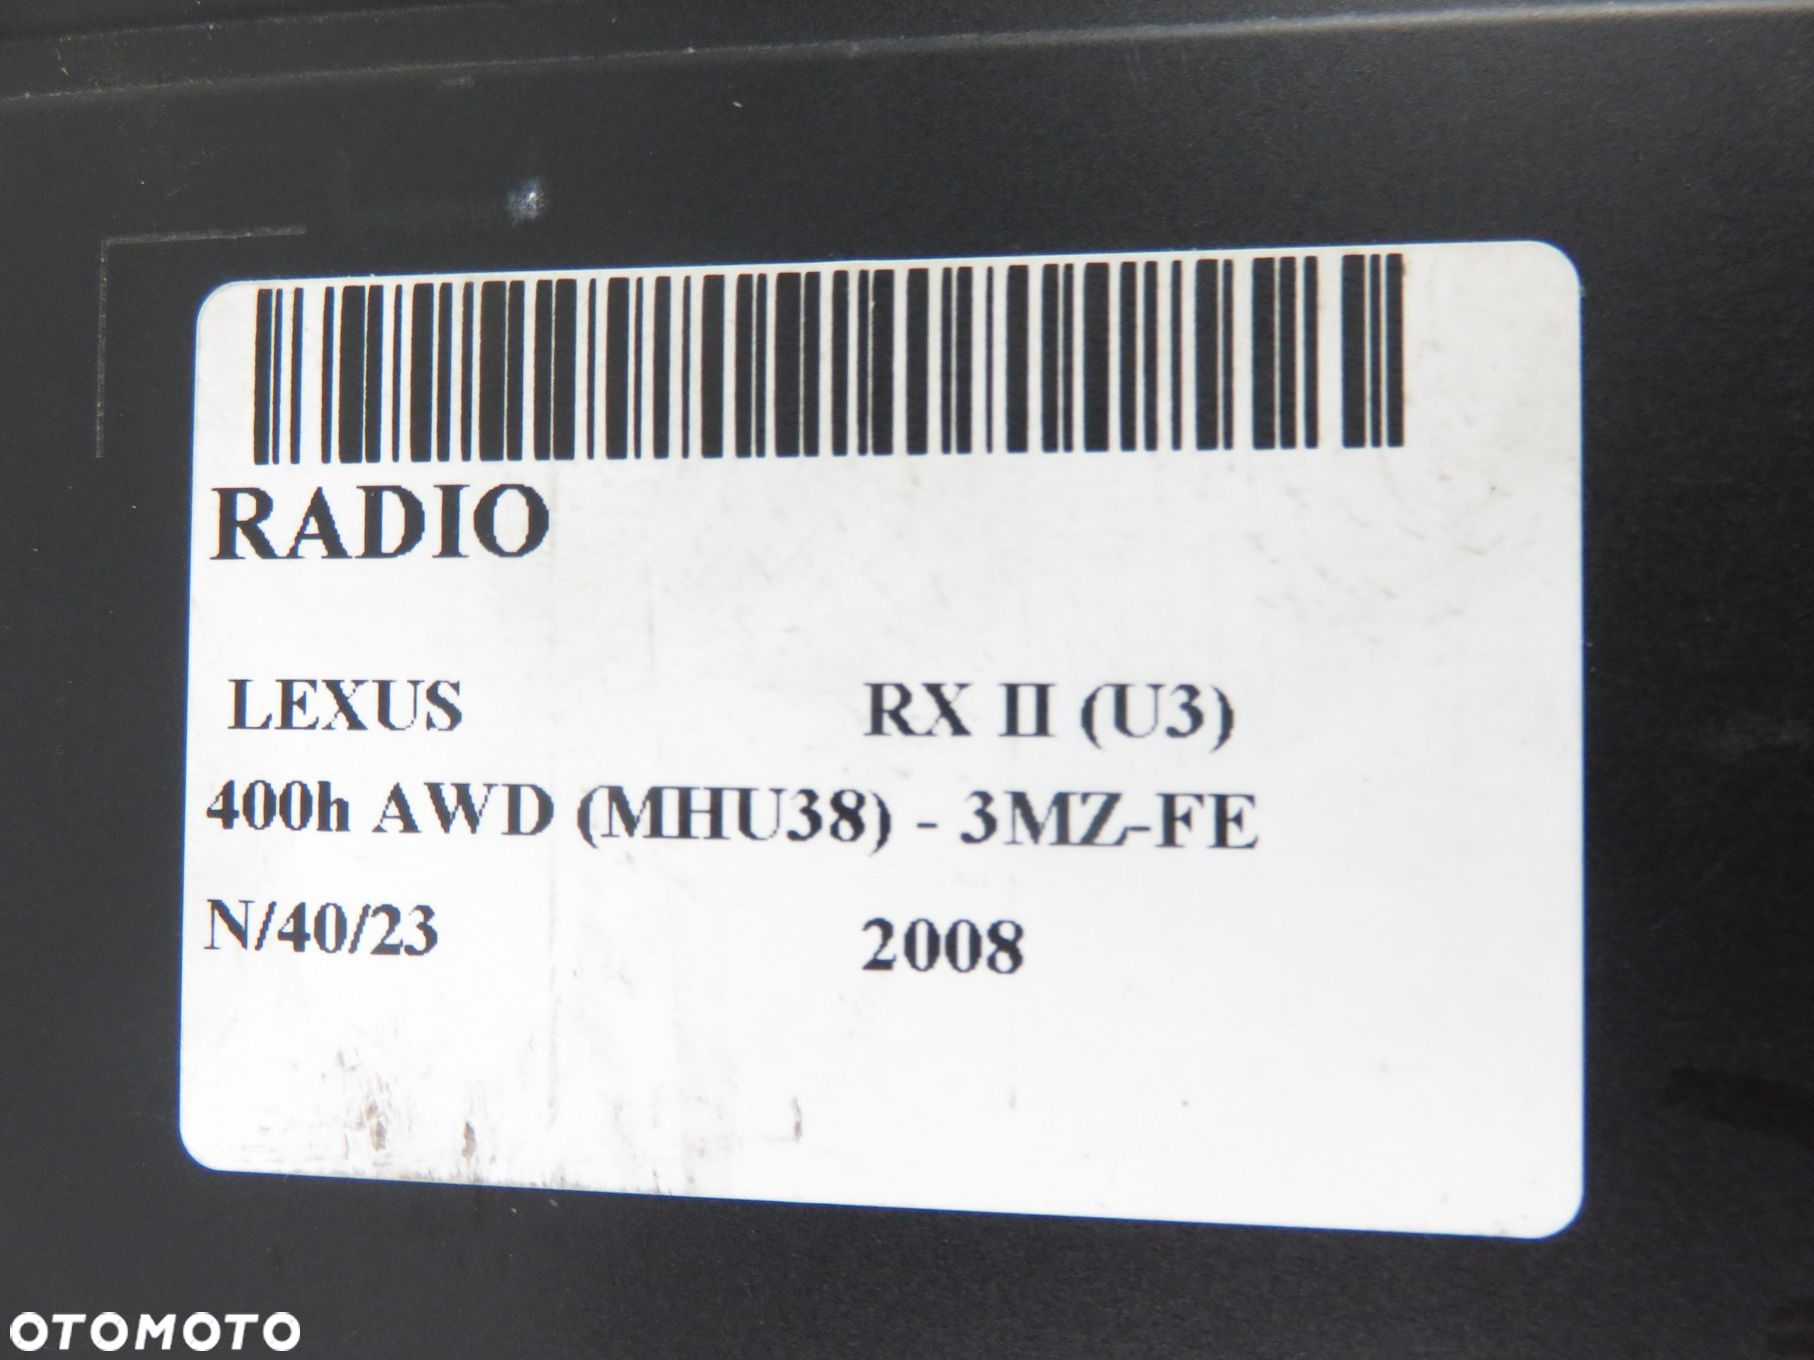 RADIO
LEXUS RX II (U3)
400h AWD (MHU38) - 3MZ-FE
N/40/23 2008
OTOMOTO